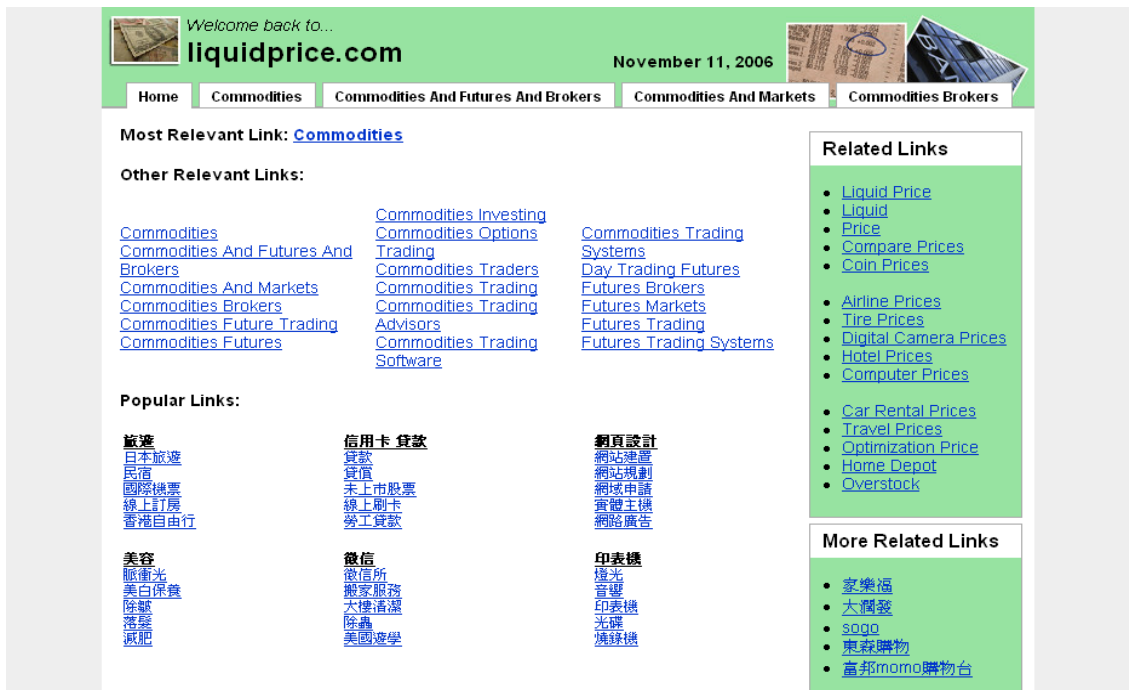 Welcome back to...
liquidprice.com
November 11, 2006
Home
Commodities
Commodities And Futures And Brokers
Commodities And Markets
Commodities Brokers
Most Relevant Link: Commodities
Other Relevant Links:
Commodities
Commodities And Futures And
Brokers
Commodities And Markets
Commodities Brokers
Commodities Future Trading
Commodities Futures
Commodities Investing
Commodities Options
Trading
Commodities Traders
Commodities Trading
Commodities Trading
Advisors
Commodities Trading
Software
Commodities Trading
Systems
Day Trading Futures
Futures Brokers
Futures Markets
Futures Trading
Futures Trading Systems
Popular Links:
旅遊
日本旅遊
民宿
國際機票
線上訂房
香港自由行
信用卡 貸款
貸款
貸償
未上市股票
線上刷卡
勞工貸款
網頁設計
網站建置
網站規劃
網域申請
實體主機
網路廣告
美容
脈衝光
美白保養
除皺
落髮
減肥
徵信
徵信所
搬家服務
大樓清潔
除蟲
美國遊學
印表機
燈光
音響
印表機
光碟
燒錄機
Related Links
Liquid Price
Liquid
Price
Compare Prices
Coin Prices
Airline Prices
Tire Prices
Digital Camera Prices
Hotel Prices
Computer Prices
Car Rental Prices
Travel Prices
Optimization Price
Home Depot
Overstock
More Related Links
家樂福
大潤發
sogo
東森購物
富邦momo購物台